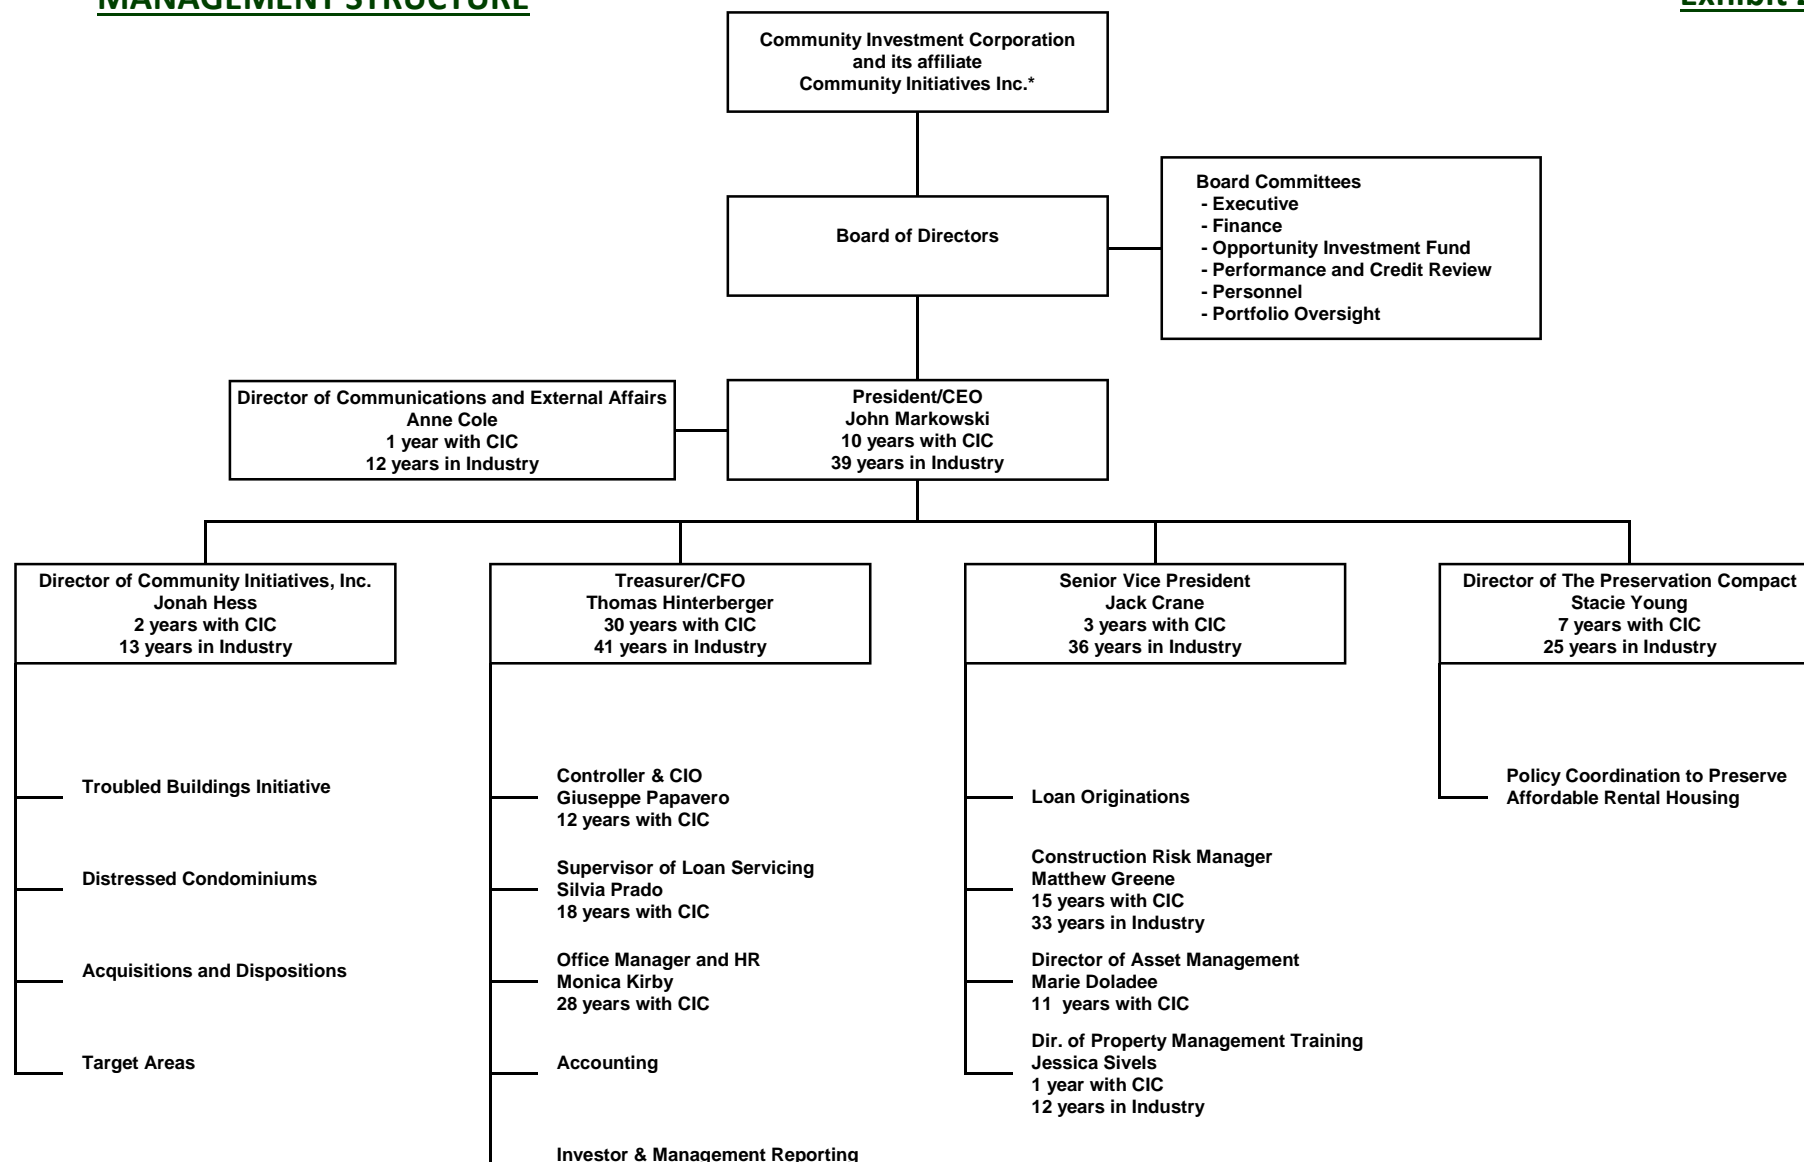 MANAGEMENT STRUCTURE
Exhibit
Community Investment Corporation
and its affiliate
Community Initiatives Inc.*
Board of Directors
Board Committees
- Executive
- Finance
- Opportunity Investment Fund
- Performance and Credit Review
- Personnel
- Portfolio Oversight
Director of Communications and External Affairs
Anne Cole
1 year with CIC
12 years in Industry
President/CEO
John Markowski
10 years with CIC
39 years in Industry
Director of Community Initiatives, Inc.
Jonah Hess
2 years with CIC
13 years in Industry
Treasurer/CFO
Thomas Hinterberger
30 years with CIC
41 years in Industry
Senior Vice President
Jack Crane
3 years with CIC
36 years in Industry
Director of The Preservation Compact
Stacie Young
7 years with CIC
25 years in Industry
Troubled Buildings Initiative
Distressed Condominiums
Acquisitions and Dispositions
Target Areas
Controller & CIO
Giuseppe Papavero
12 years with CIC
Supervisor of Loan Servicing
Silvia Prado
18 years with CIC
Office Manager and HR
Monica Kirby
28 years with CIC
Accounting
Investor & Management Reporting
Loan Originations
Construction Risk Manager
Matthew Greene
15 years with CIC
33 years in Industry
Director of Asset Management
Marie Doladee
11  years with CIC
Dir. of Property Management Training
Jessica Sivels
1 year with CIC
12 years in Industry
Policy Coordination to Preserve
Affordable Rental Housing